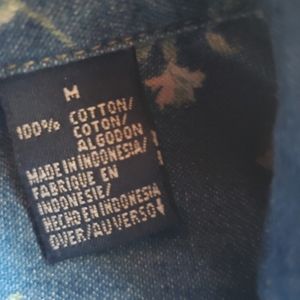 M
100% COTTON/
COTON/
ALGODON
MADE IN INDONESIA/
FABRIQUE EN
INDONESIE/
HECHO EN INDONESIA
OVER/AU VERSO